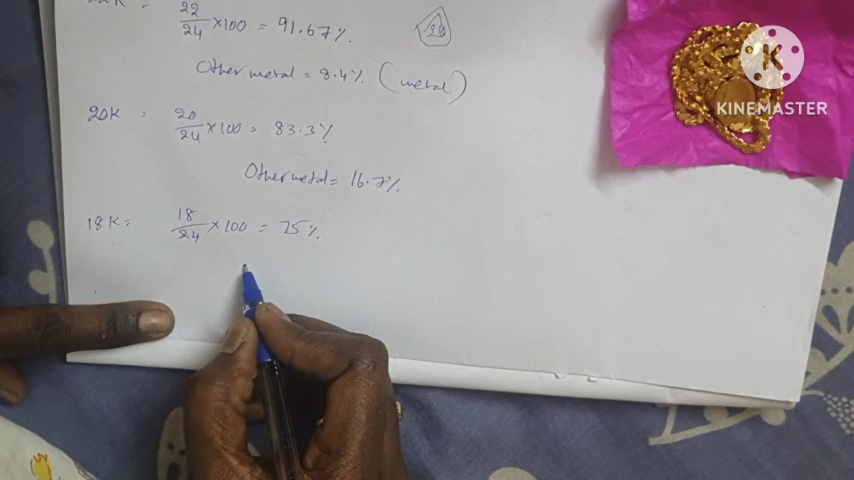 22K = 22/24 × 100 = 91.67%.
Other metal = 8.4% (metal)
20K = 20/24 × 100 = 83.3%
Other metal = 16.7%.
18K = 18/24 × 100 = 75%.
K
KINEMASTER